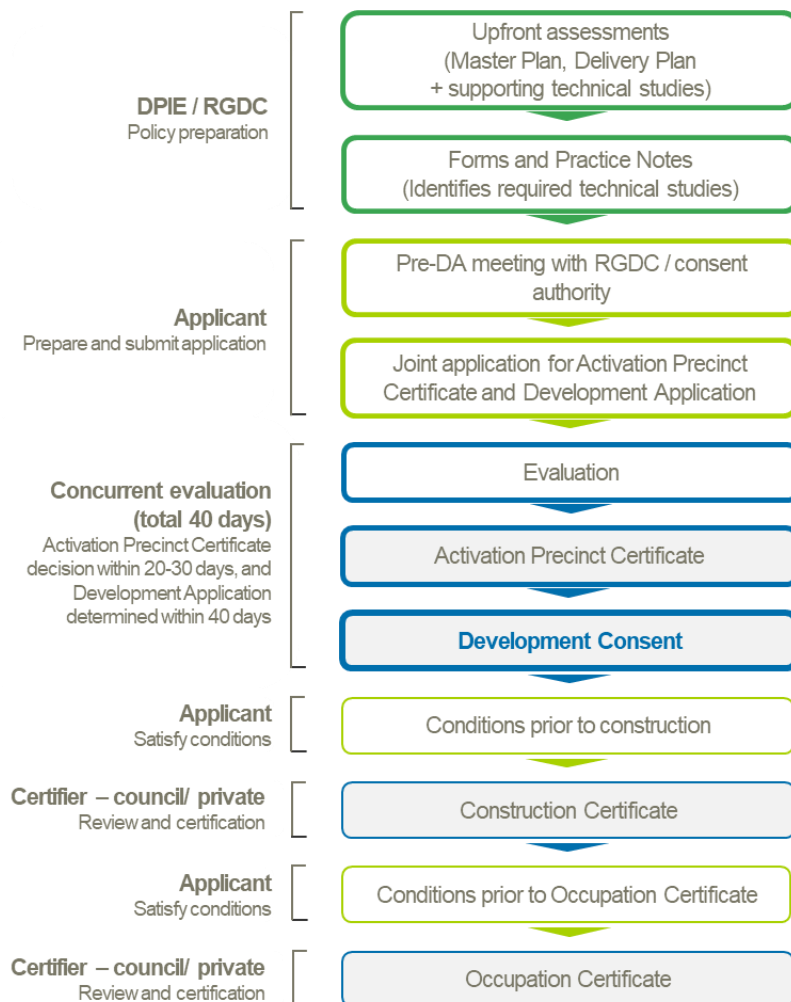 Upfront assessments
(Master Plan, Delivery Plan
+ supporting technical studies)
DPIE / RGDC
Policy preparation
Forms and Practice Notes
(Identifies required technical studies)
Pre-DA meeting with RGDC / consent
authority
Applicant
Prepare and submit application
Joint application for Activation Precinct
Certificate and Development Application
Evaluation
Concurrent evaluation
(total 40 days)
Activation Precinct Certificate
decision within 20-30 days, and
Development Application
determined within 40 days
Activation Precinct Certificate
Development Consent
Applicant
Satisfy conditions
Conditions prior to construction
Certifier – council/ private
Review and certification
Construction Certificate
Applicant
Satisfy conditions
Conditions prior to Occupation Certificate
Certifier – council/ private
Review and certification
Occupation Certificate